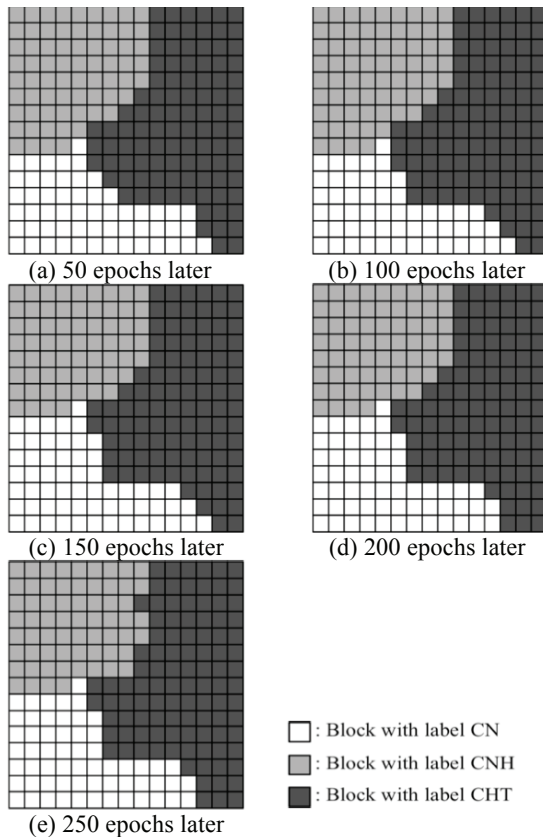 (a) 50 epochs later
(b) 100 epochs later
(c) 150 epochs later
(d) 200 epochs later
: Block with label CN
: Block with label CNH
: Block with label CHT
(e) 250 epochs later